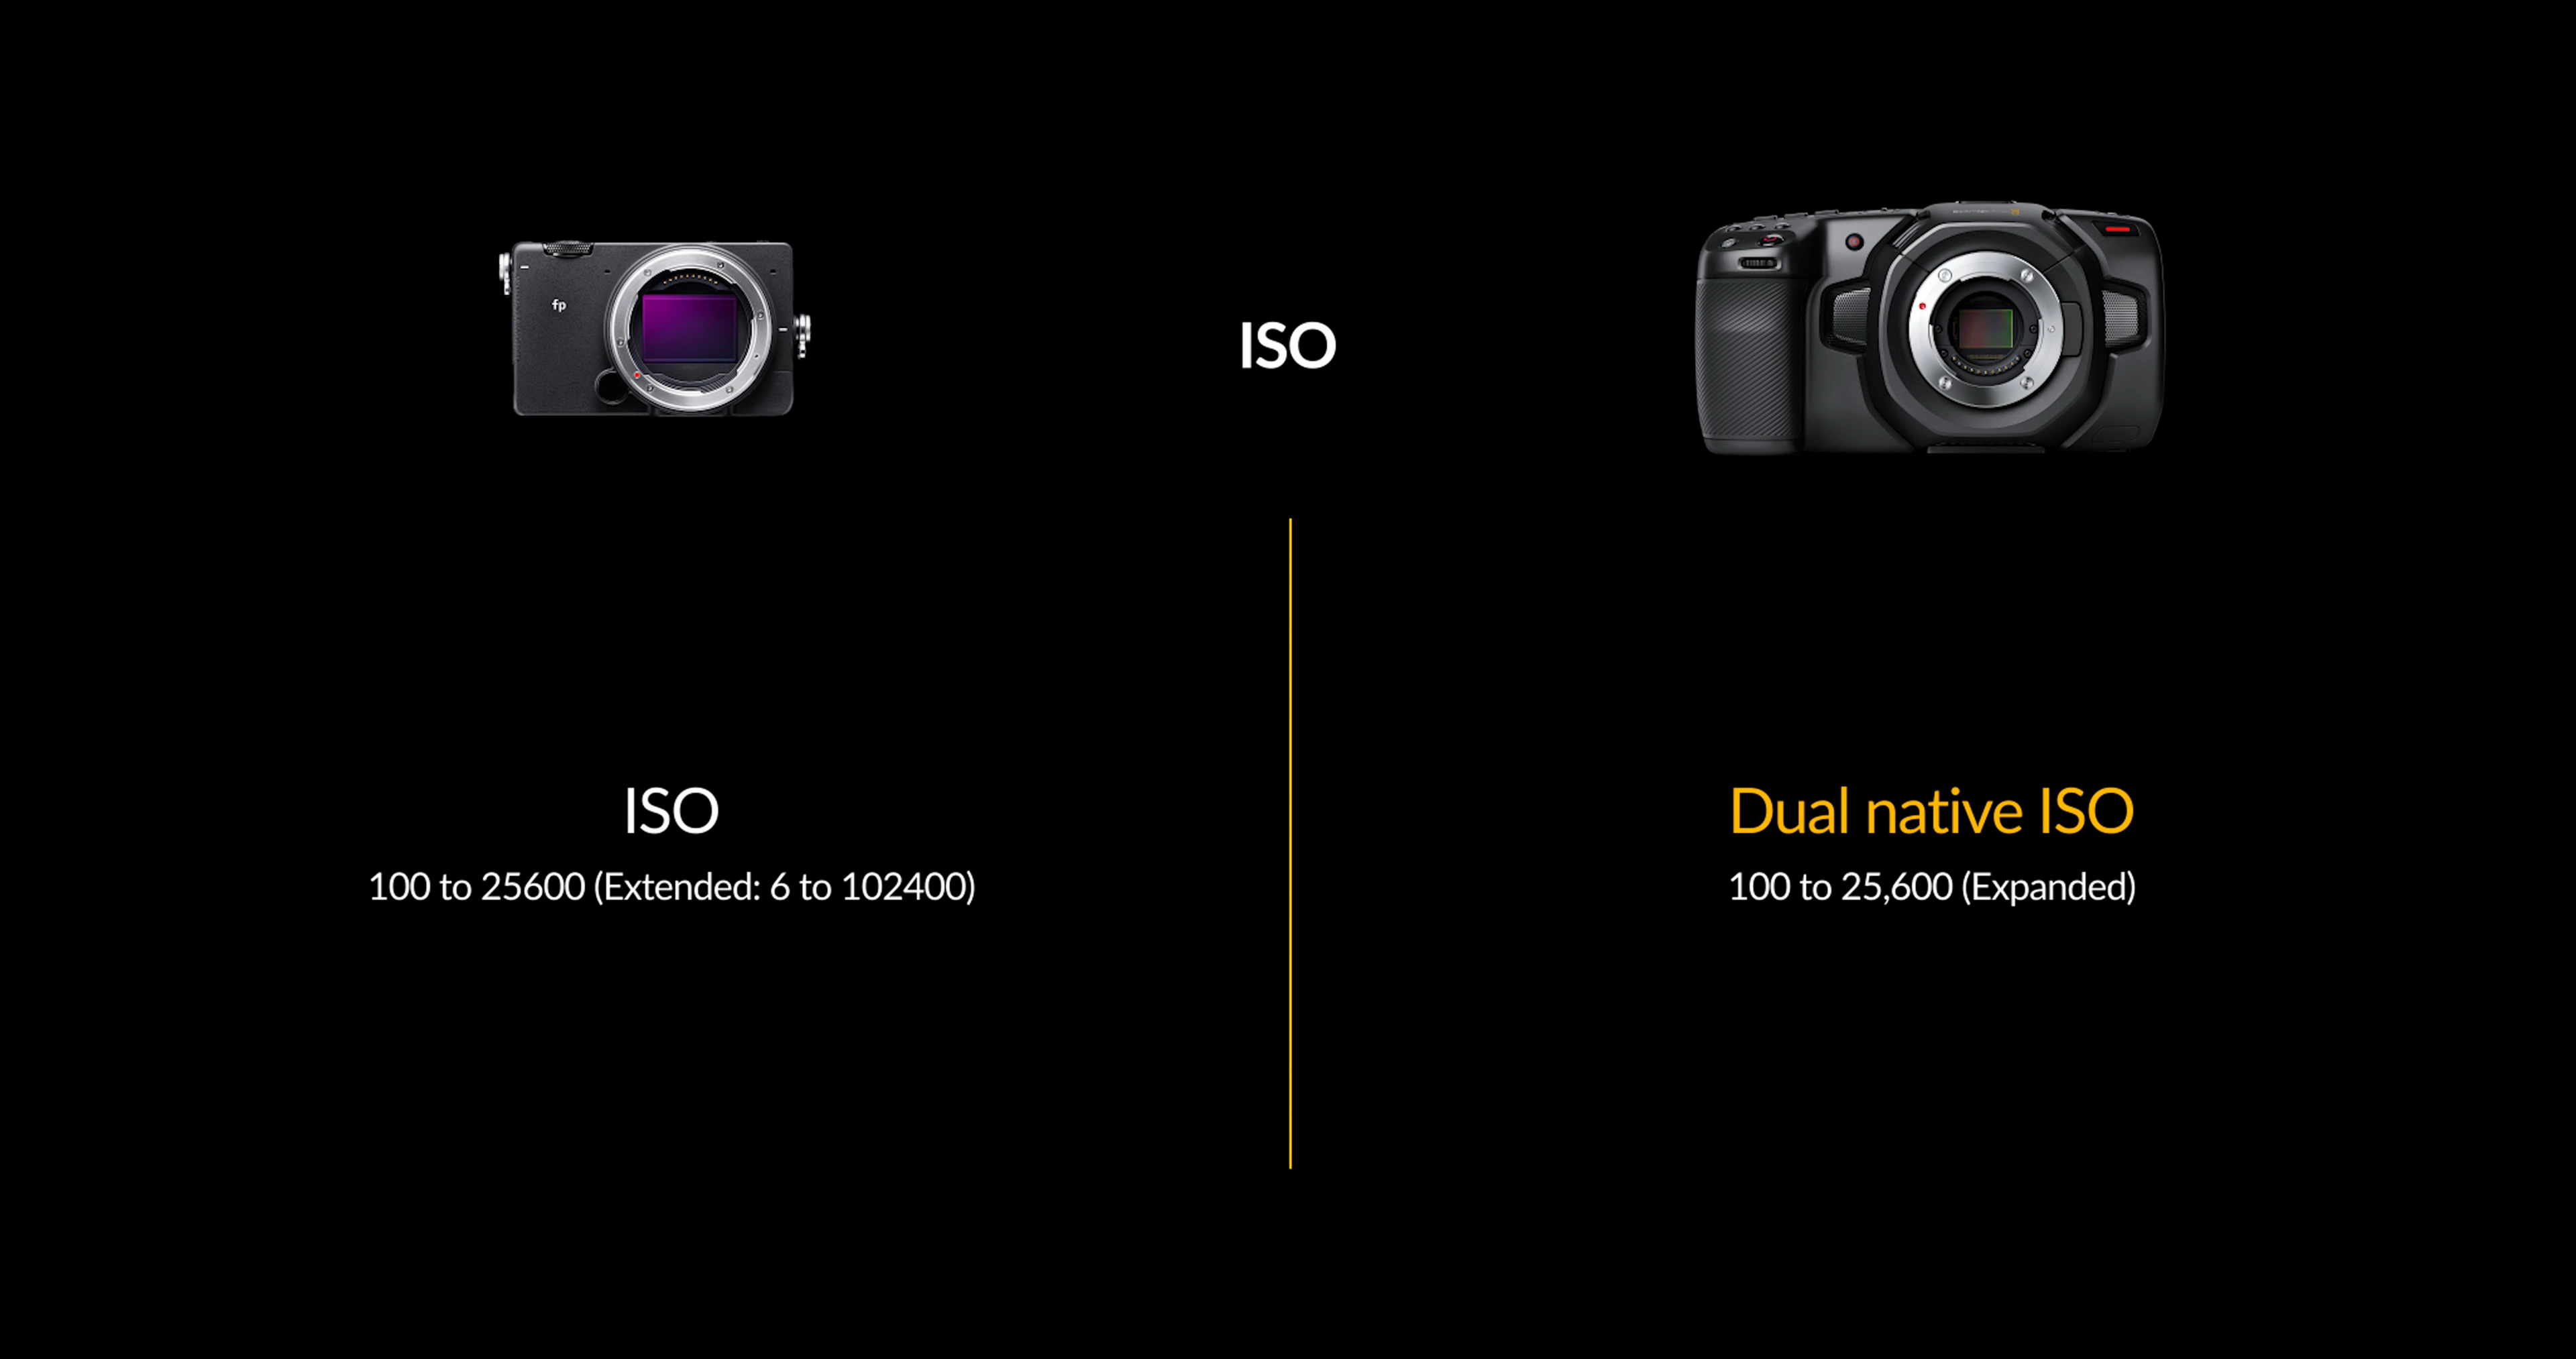 fp
ISO
ISO
100 to 25600 (Extended: 6 to 102400)
Dual native ISO
100 to 25,600 (Expanded)